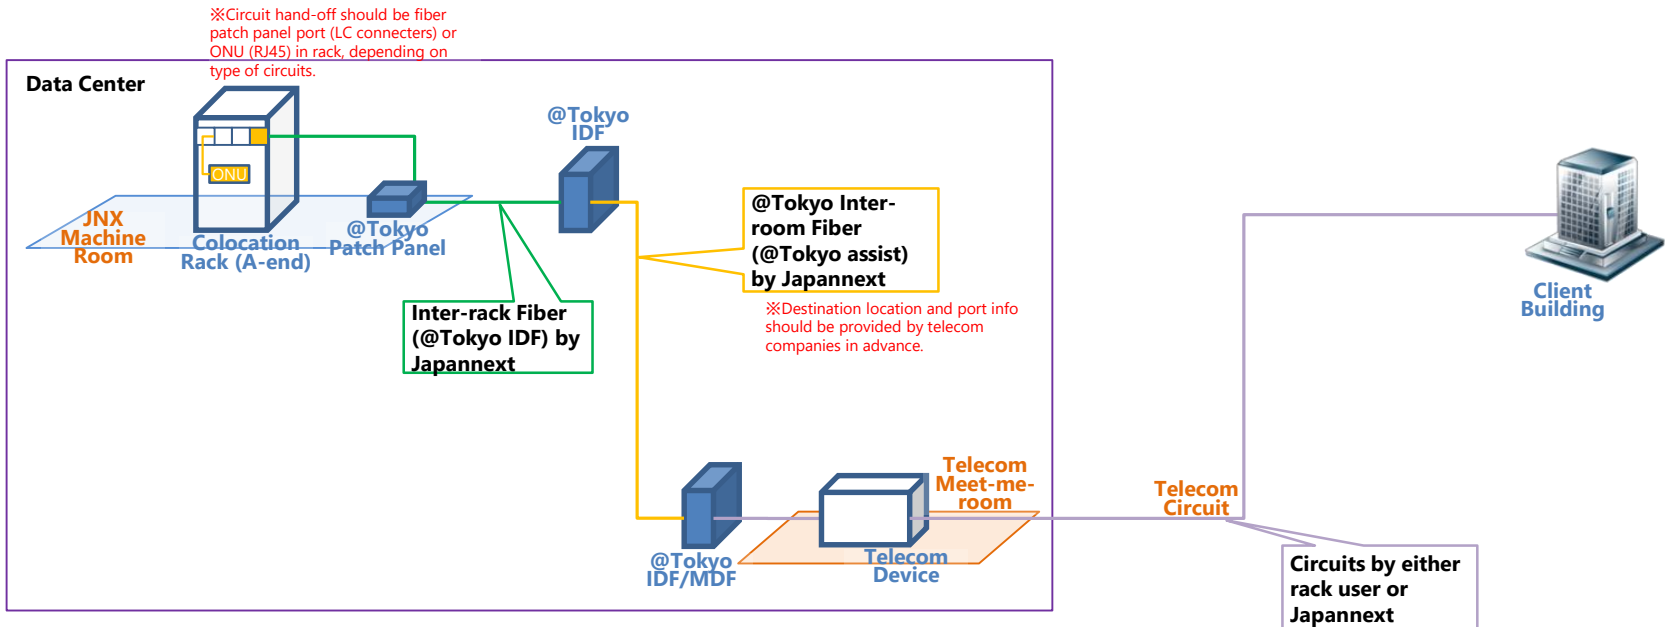 ※Circuit hand-off should be fiber
patch panel port (LC connecters) or
ONU (RJ45) in rack, depending on
type of circuits.
Data Center
ONU
JNX
Machine
Room
Colocation
Rack (A-end)
@Tokyo
Patch Panel
@Tokyo
IDF
Inter-rack Fiber
(@Tokyo IDF) by
Japannext
@Tokyo Inter-
room Fiber
(@Tokyo assist)
by Japannext
※Destination location and port info
should be provided by telecom
companies in advance.
@Tokyo
IDF/MDF
Telecom
Meet-me-
room
Telecom
Device
Telecom
Circuit
Circuits by either
rack user or
Japannext
Client
Building